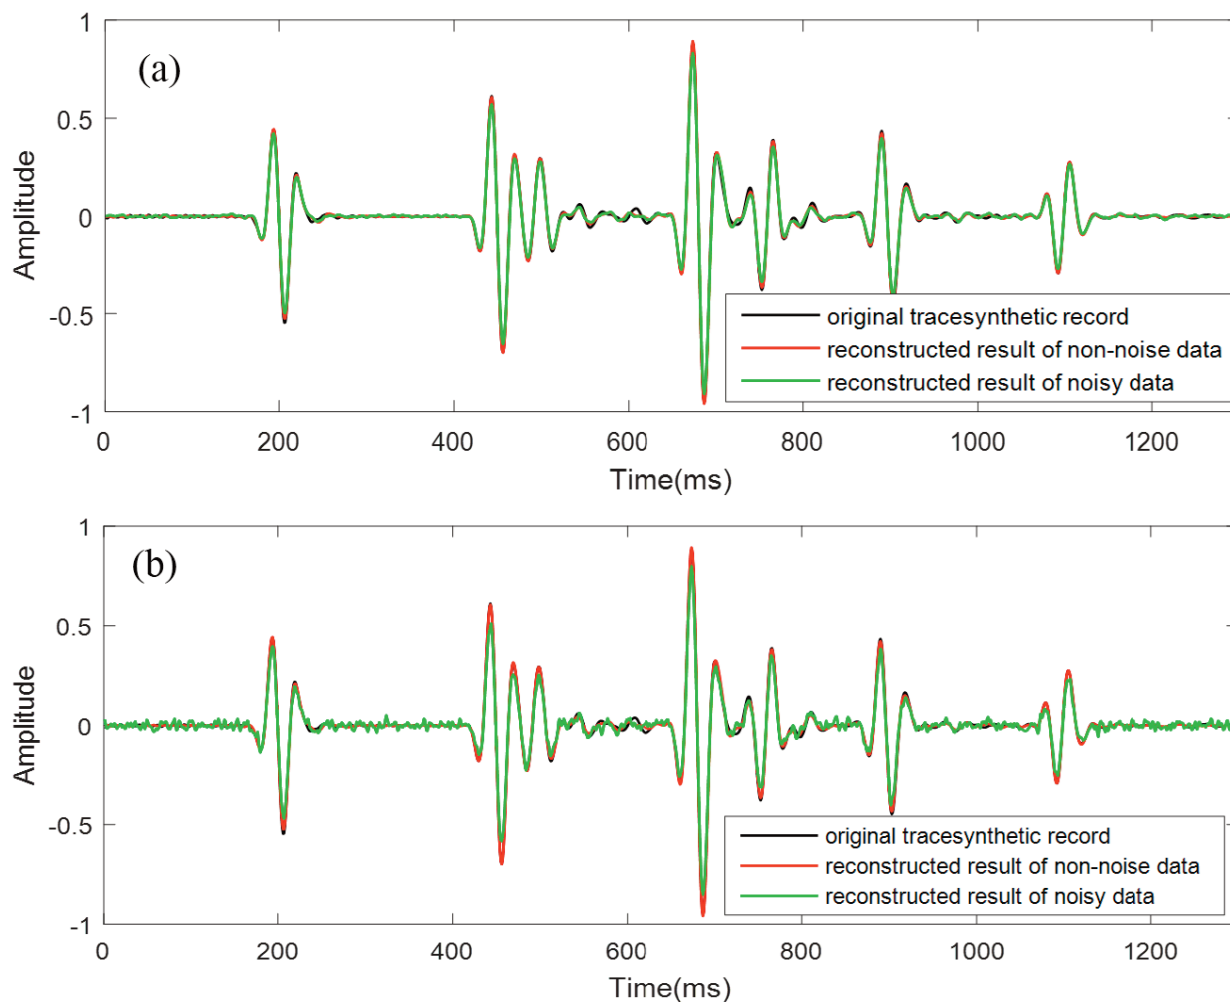 (a)
Amplitude
1
0.5
0
-0.5
-1
original tracesynthetic record
reconstructed result of non-noise data
reconstructed result of noisy data
0 200 400 600 800 1000 1200
Time(ms)
(b)
Amplitude
1
0.5
0
-0.5
-1
original tracesynthetic record
reconstructed result of non-noise data
reconstructed result of noisy data
0 200 400 600 800 1000 1200
Time(ms)